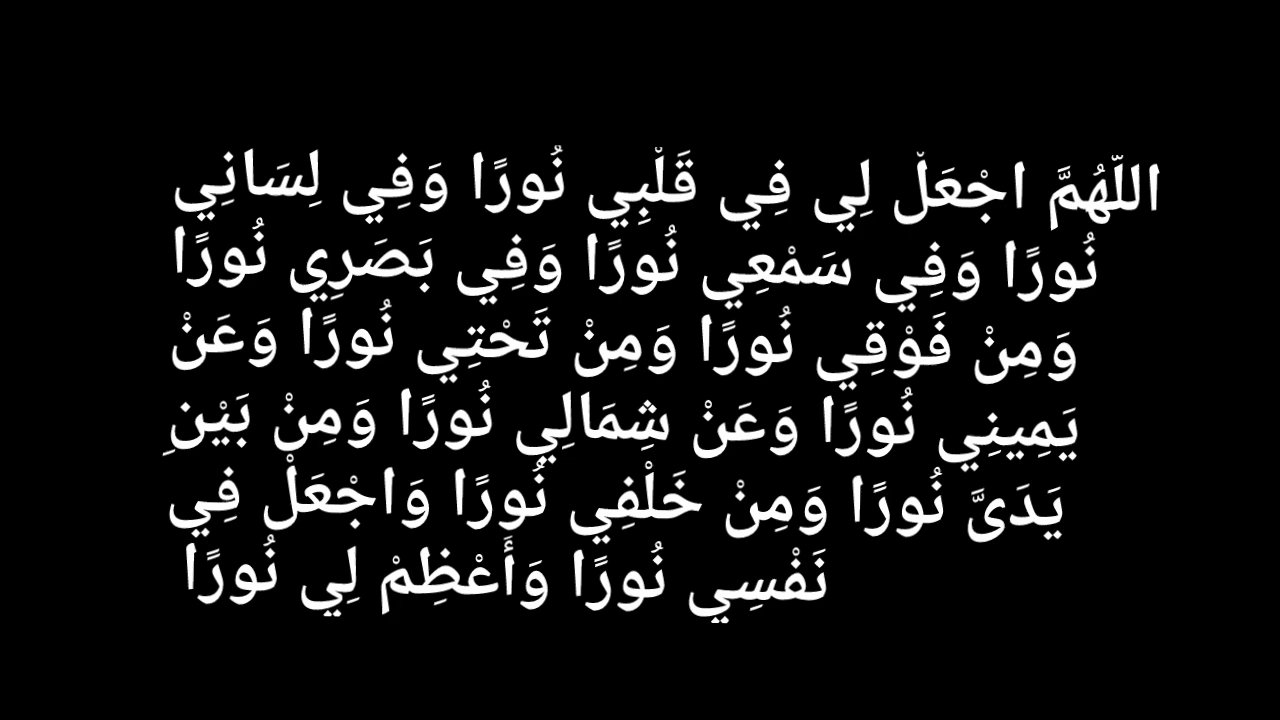 اللّهُمَّ اجْعَلْ لِي فِي قَلْبِي نُورًا وَفِي لِسَانِي
نُورًا وَفِي سَمْعِي نُورًا وَفِي بَصَرِي نُورًا
وَمِنْ فَوْقِي نُورًا وَمِنْ تَحْتِي نُورًا وَعَنْ
يَمِينِي نُورًا وَعَنْ شِمَالِي نُورًا وَمِنْ بَيْنِ
يَدَىَّ نُورًا وَمِنْ خَلْفِي نُورًا وَاجْعَلْ فِي
نَفْسِي نُورًا وَأَعْظِمْ لِي نُورًا